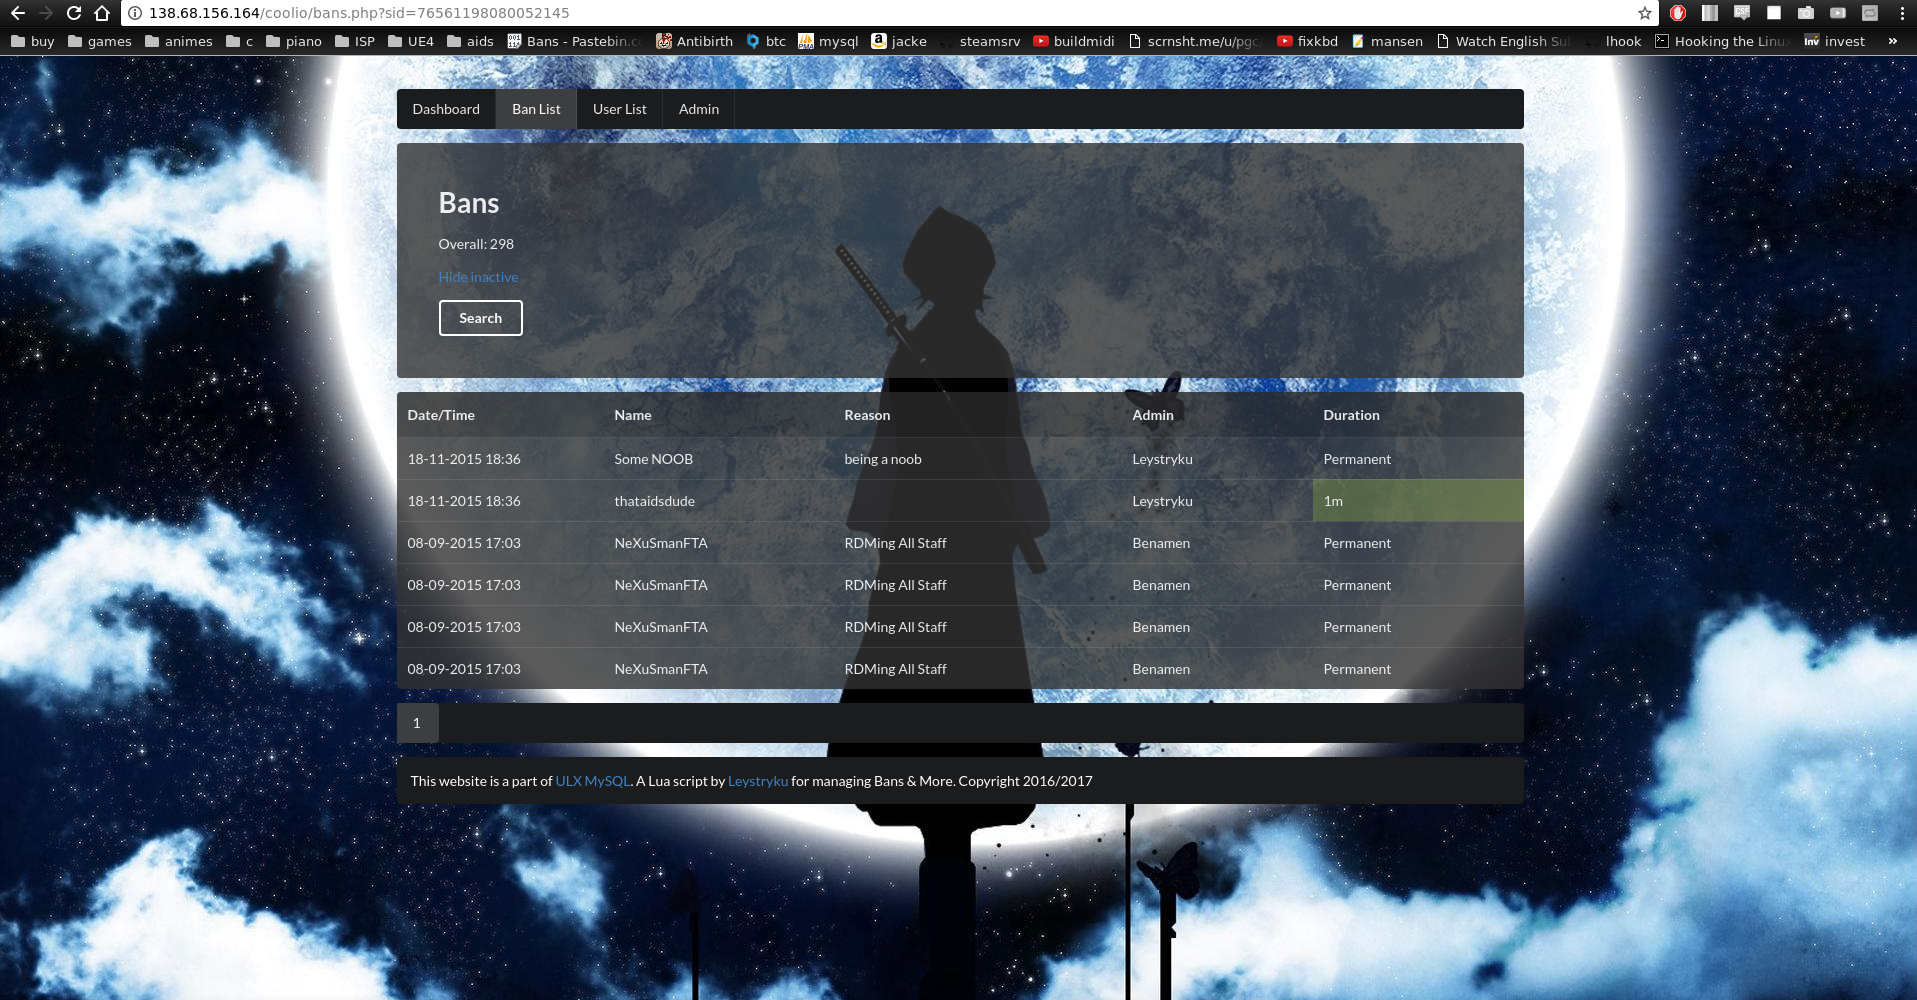 138.68.156.164/coolio/bans.php?sid=76561198080052145
buy games animes c piano ISP UE4 aids Bans - Pastebin.co Antibirth btc mysql jacke steamsrv buildmidi scrnsht.me/u/pgc/ fixkbd mansen Watch English Su lhook Hooking the Linu invest »
Dashboard Ban List User List Admin
Bans
Overall: 298
Hide inactive
Search
Date/Time Name Reason Admin Duration
18-11-2015 18:36 Some NOOB being a noob Leystryku Permanent
18-11-2015 18:36 thataidsdude Leystryku 1m
08-09-2015 17:03 NeXuSmanFTA RDMing All Staff Benamen Permanent
08-09-2015 17:03 NeXuSmanFTA RDMing All Staff Benamen Permanent
08-09-2015 17:03 NeXuSmanFTA RDMing All Staff Benamen Permanent
08-09-2015 17:03 NeXuSmanFTA RDMing All Staff Benamen Permanent
1
This website is a part of ULX MySQL. A Lua script by Leystryku for managing Bans & More. Copyright 2016/2017